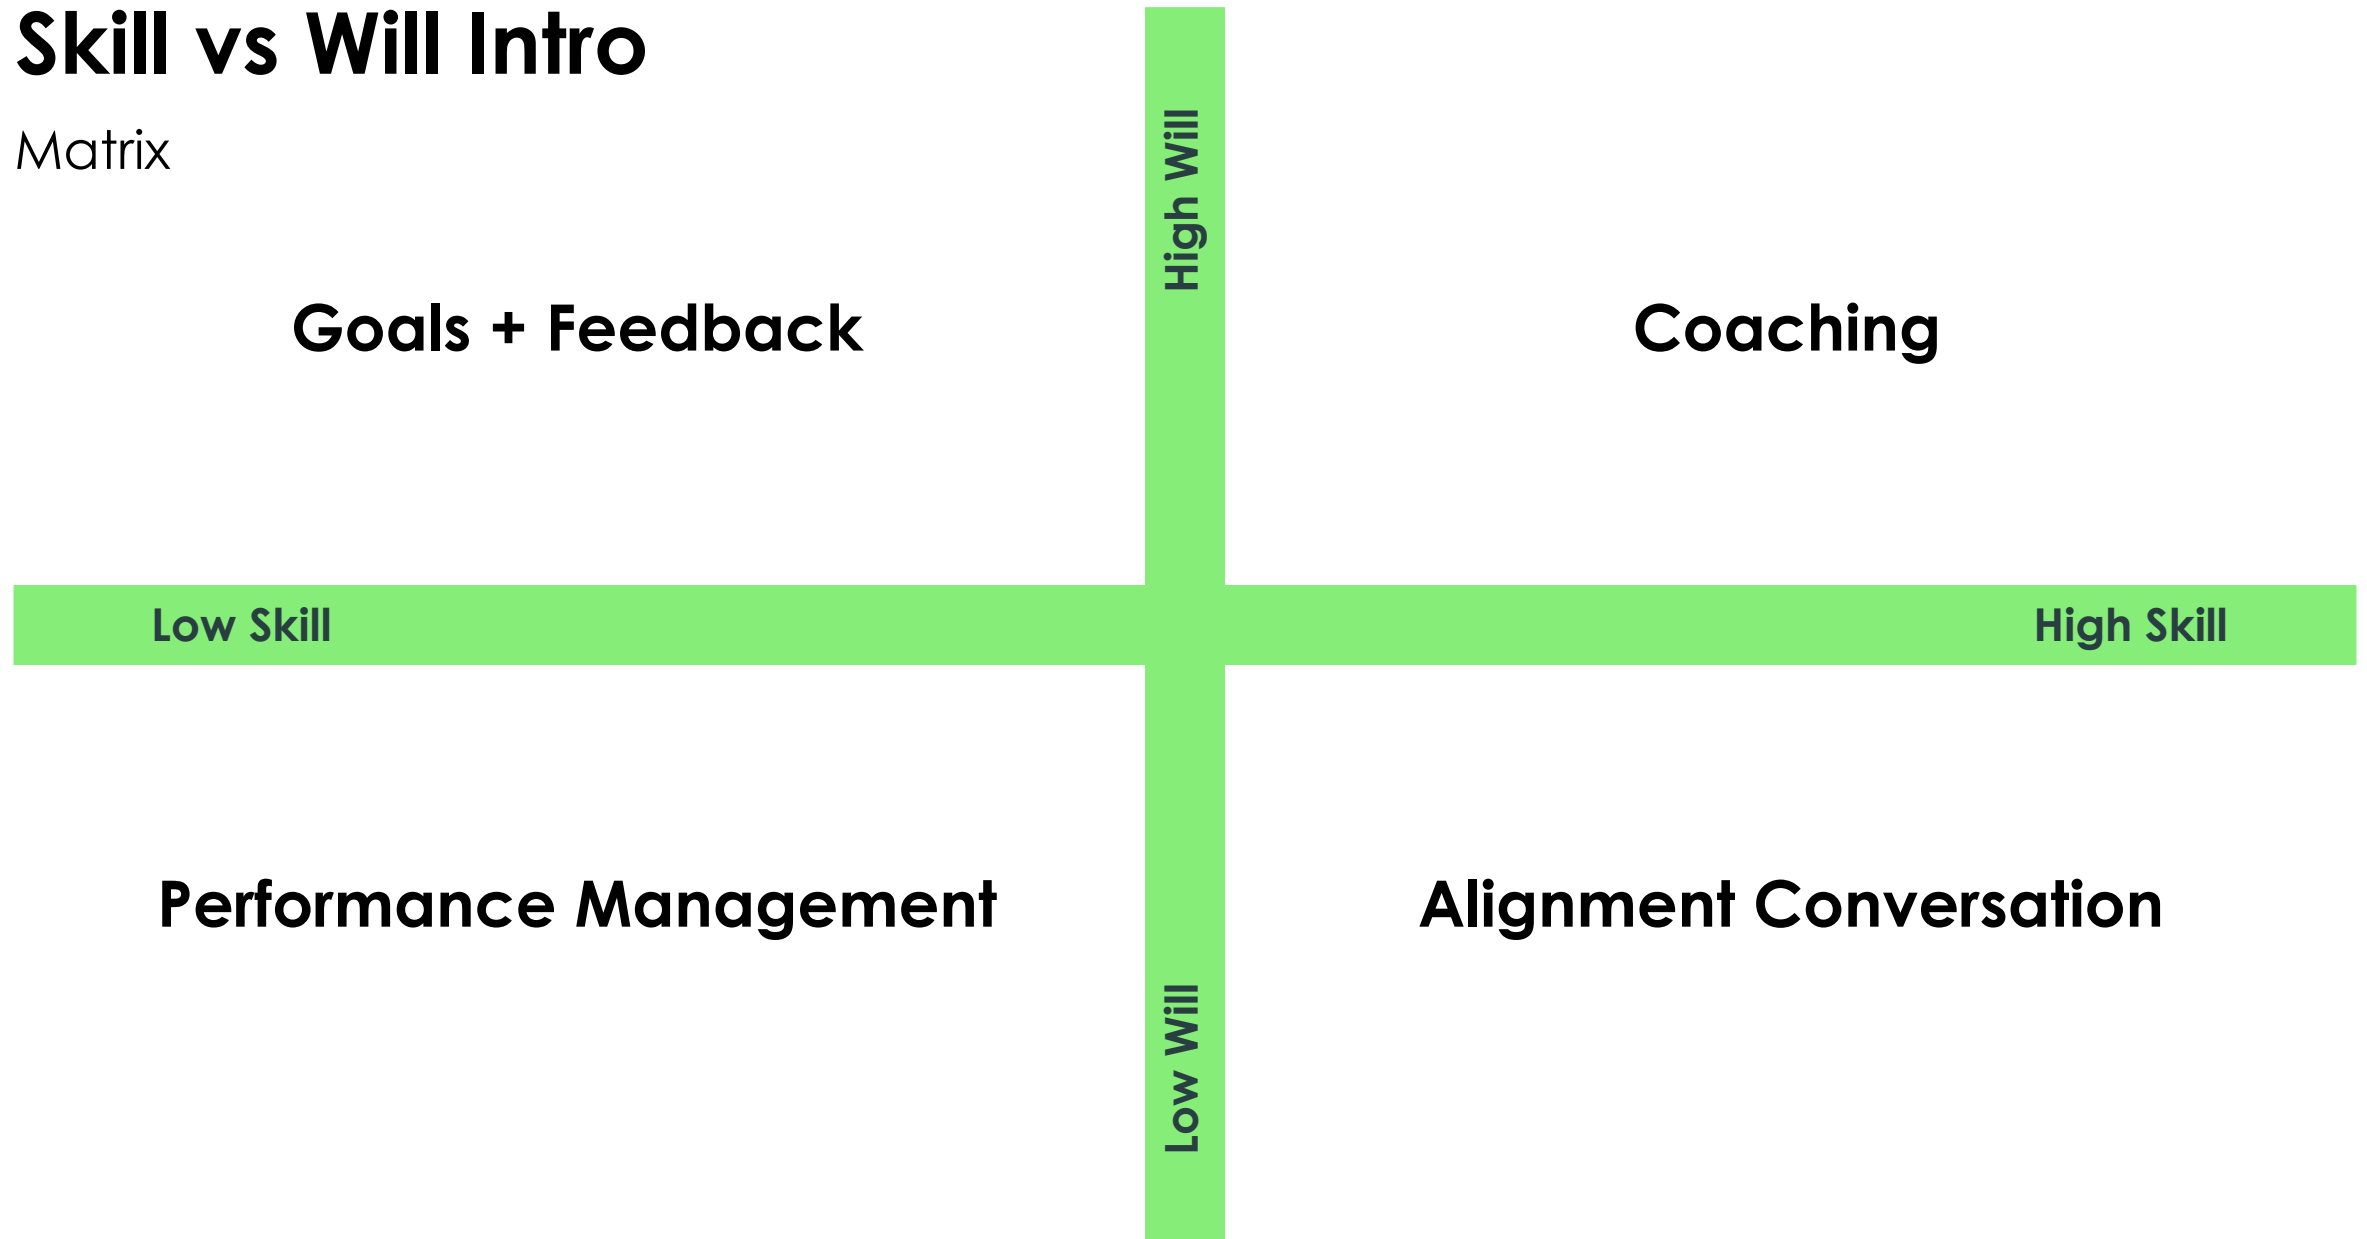 Skill vs Will Intro
Matrix
High Will
Goals + Feedback
Coaching
Low Skill
High Skill
Performance Management
Alignment Conversation
Low Will